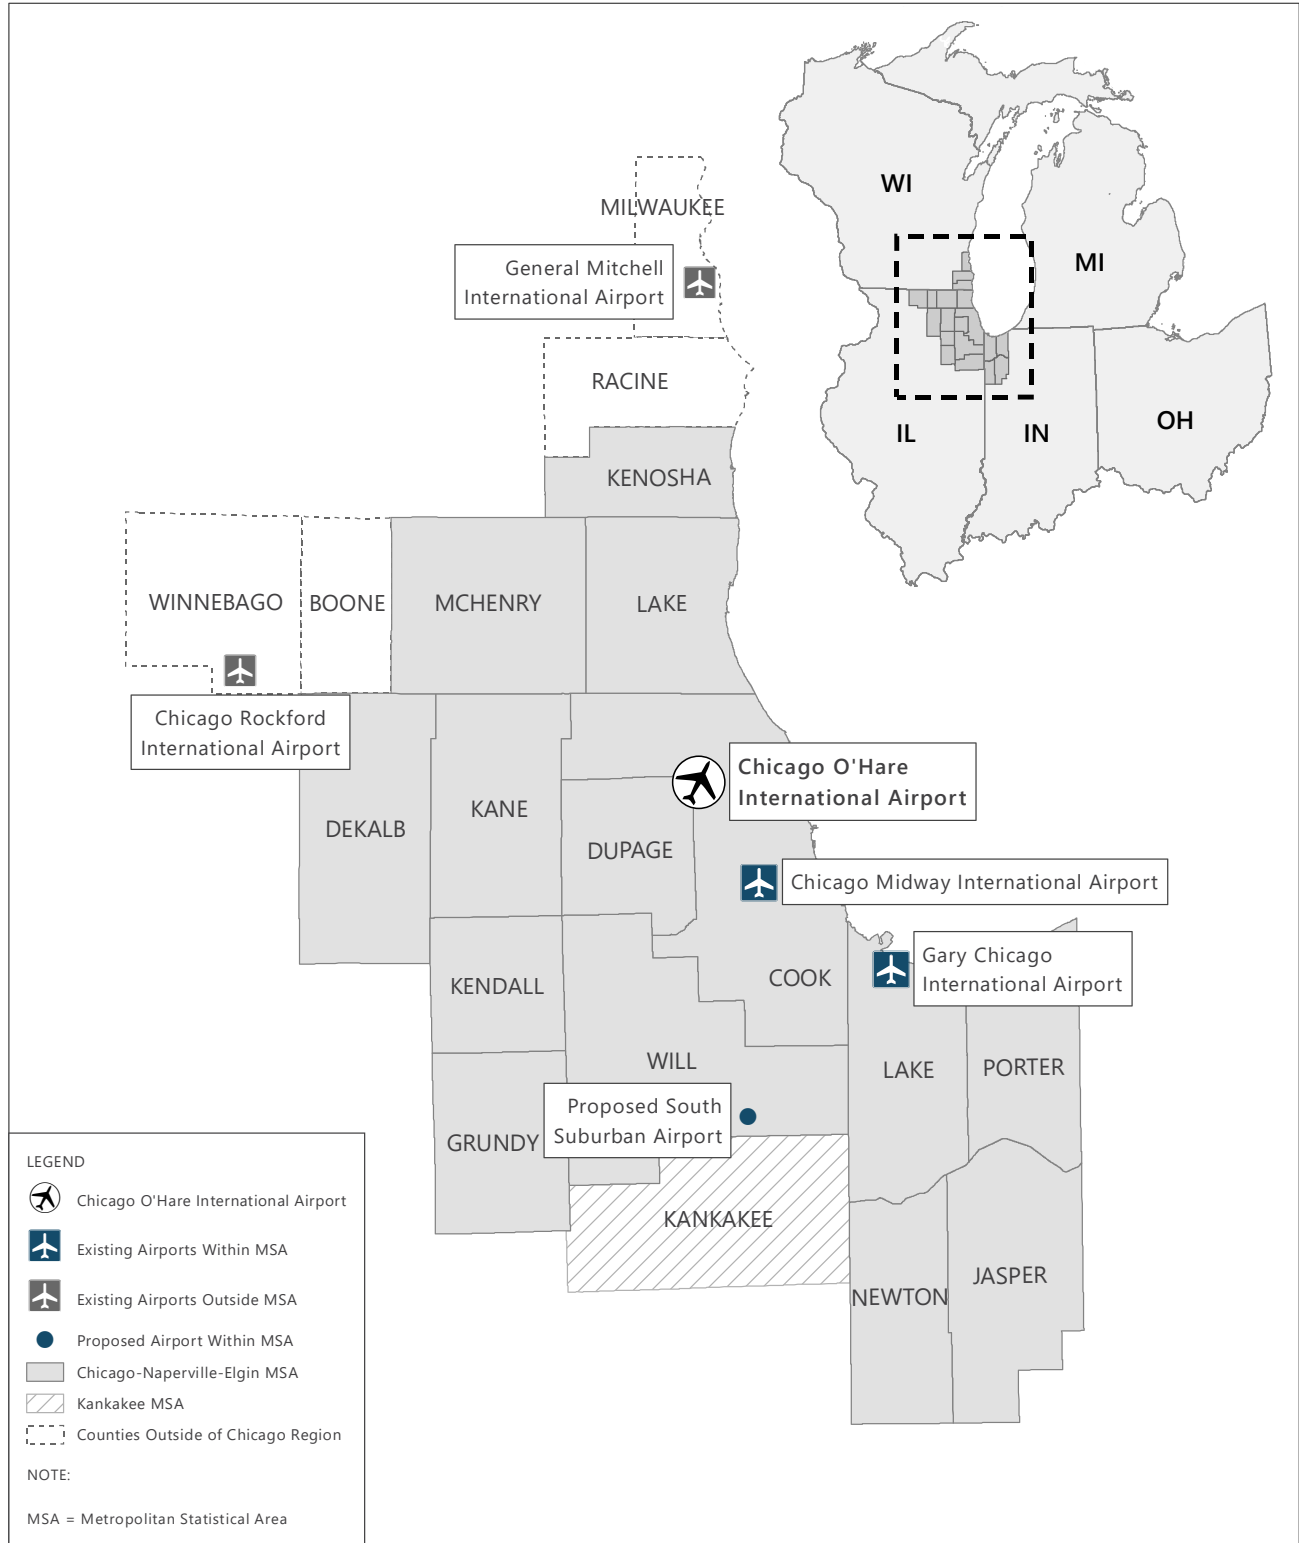 WI
MI
IL
IN
OH
MILWAUKEE
General Mitchell
International Airport
RACINE
KENOSHA
WINNEBAGO
BOONE
MCHENRY
LAKE
Chicago Rockford
International Airport
Chicago O'Hare
International Airport
DEKALB
KANE
DUPAGE
Chicago Midway International Airport
Gary Chicago
International Airport
KENDALL
COOK
WILL
LAKE
PORTER
Proposed South
Suburban Airport
GRUNDY
KANKAKEE
NEWTON
JASPER
LEGEND
Chicago O'Hare International Airport
Existing Airports Within MSA
Existing Airports Outside MSA
Proposed Airport Within MSA
Chicago-Naperville-Elgin MSA
Kankakee MSA
Counties Outside of Chicago Region
NOTE:
MSA = Metropolitan Statistical Area